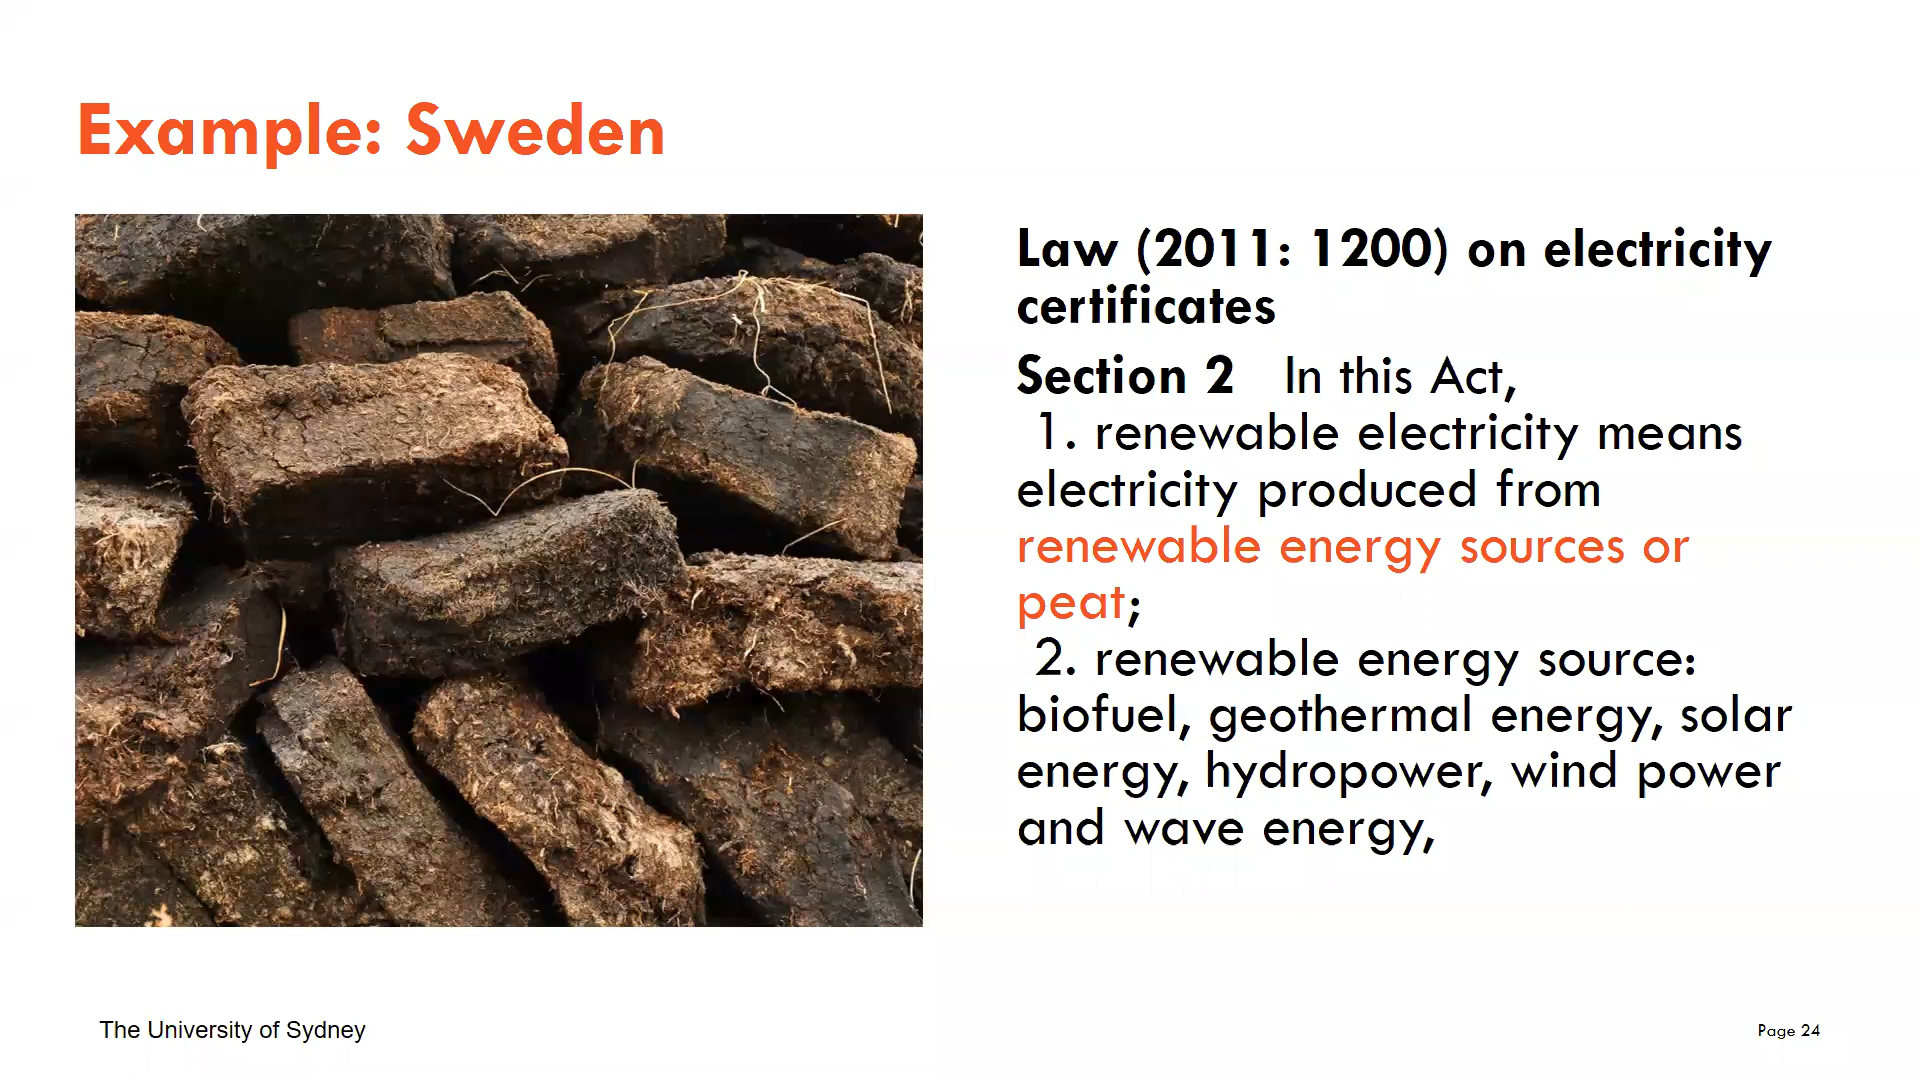 Example: Sweden
Law (2011: 1200) on electricity
certificates
Section 2 In this Act,
1. renewable electricity means
electricity produced from
renewable energy sources or
peat;
2. renewable energy source:
biofuel, geothermal energy, solar
energy, hydropower, wind power
and wave energy,
The University of Sydney
Page 24